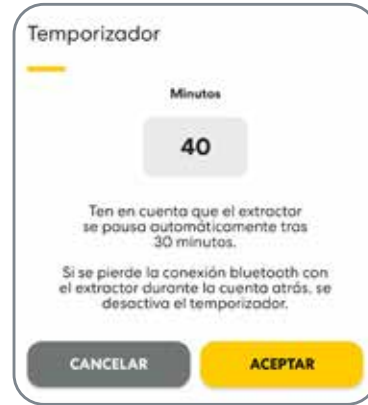 Temporizador
Minutos
40
Ten en cuenta que el extractor
se pausa automáticamente tras
30 minutos.
Si se pierde la conexión bluetooth con
el extractor durante la cuenta atrás, se
desactiva el temporizador.
CANCELAR
ACEPTAR